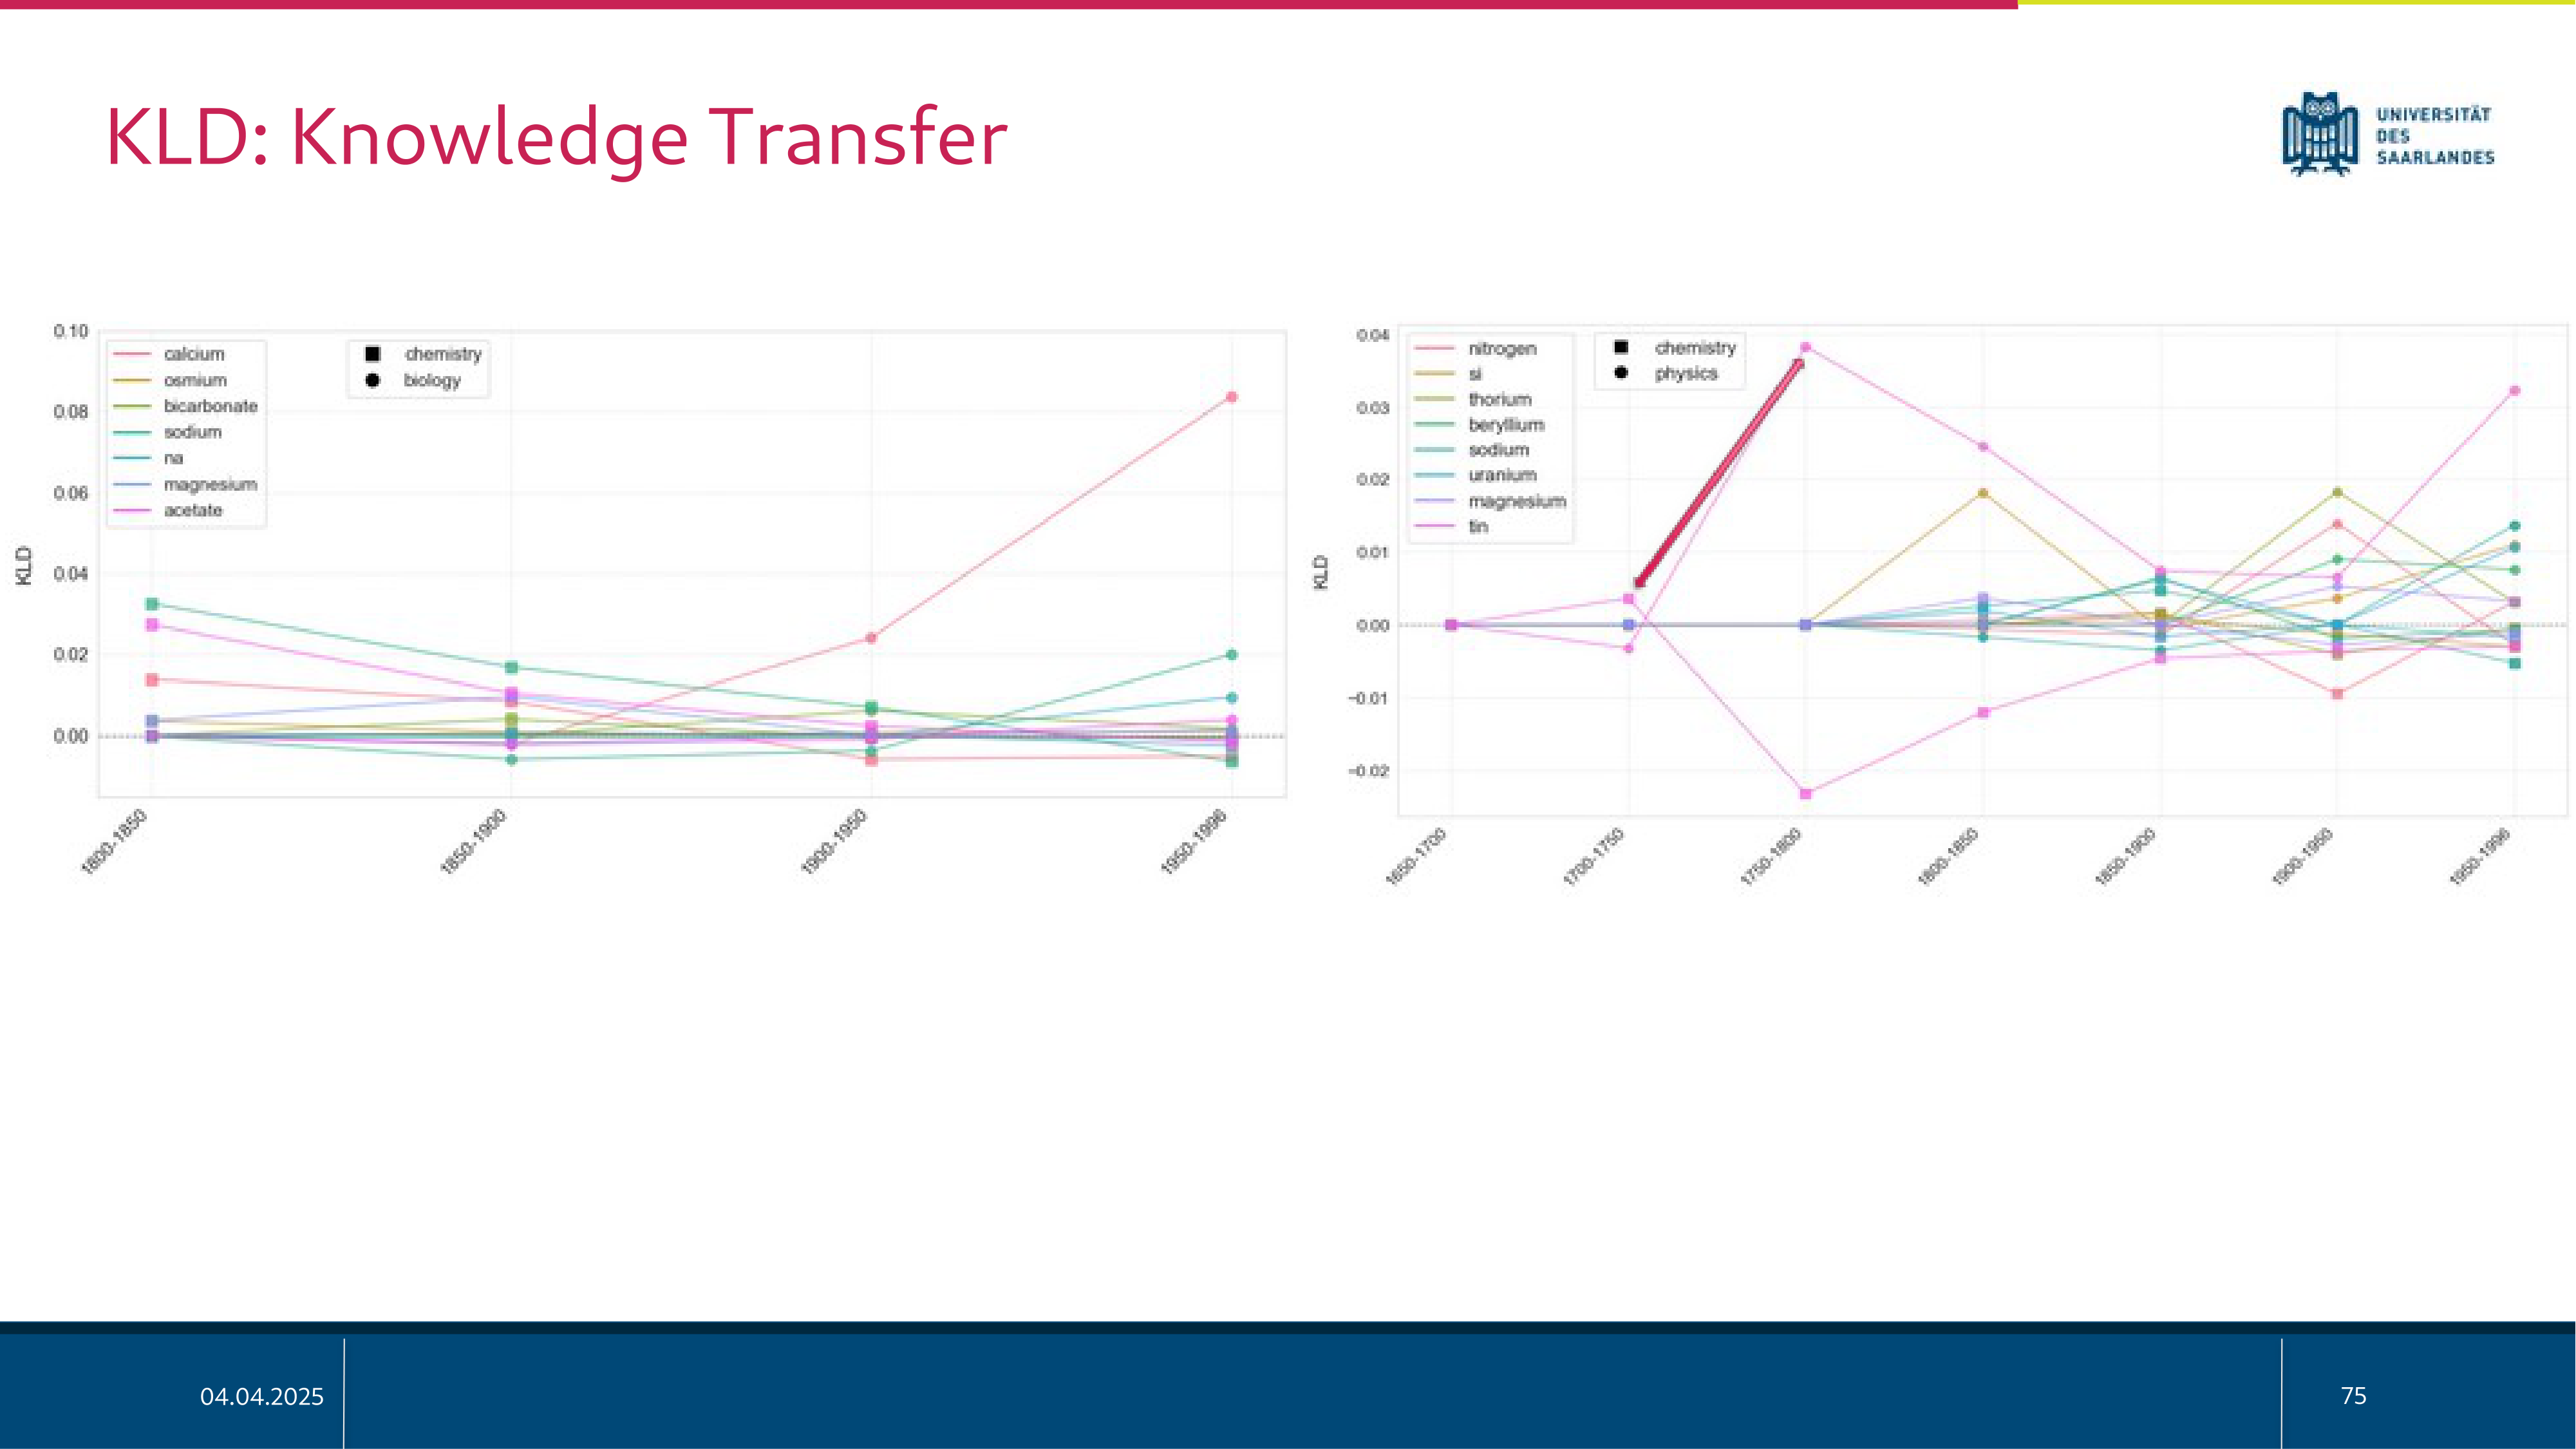 KLD: Knowledge Transfer
UNIVERSITÄT
DES
SAARLANDES
0.10
0.08
0.06
0.04
0.02
0.00
KLD
calcium
osmium
bicarbonate
sodium
na
magnesium
acetate
chemistry
biology
1800-1850
1850-1900
1900-1950
1950-1996
0.04
0.03
0.02
0.01
0.00
−0.01
−0.02
KLD
nitrogen
si
thorium
beryllium
sodium
uranium
magnesium
tin
chemistry
physics
1650-1700
1700-1750
1750-1800
1800-1850
1850-1900
1900-1950
1950-1996
04.04.2025
75